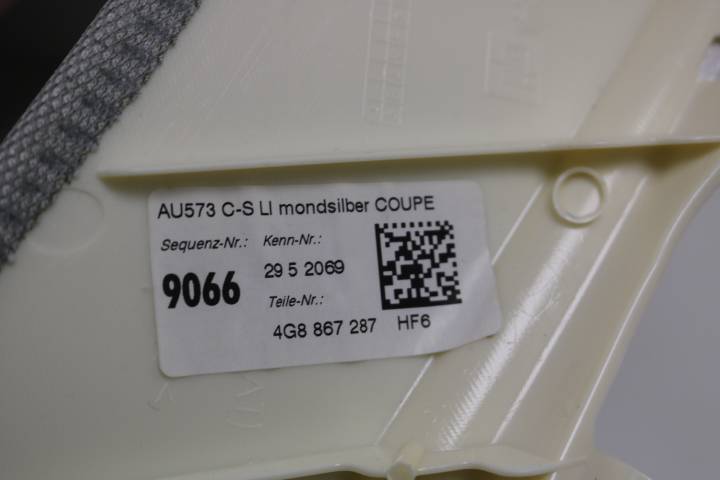 AU573 C-S LI mondsilber COUPE
Sequenz-Nr.: Kenn-Nr.:
9066 29 5 2069
Teile-Nr.:
4G8 867 287 HF6